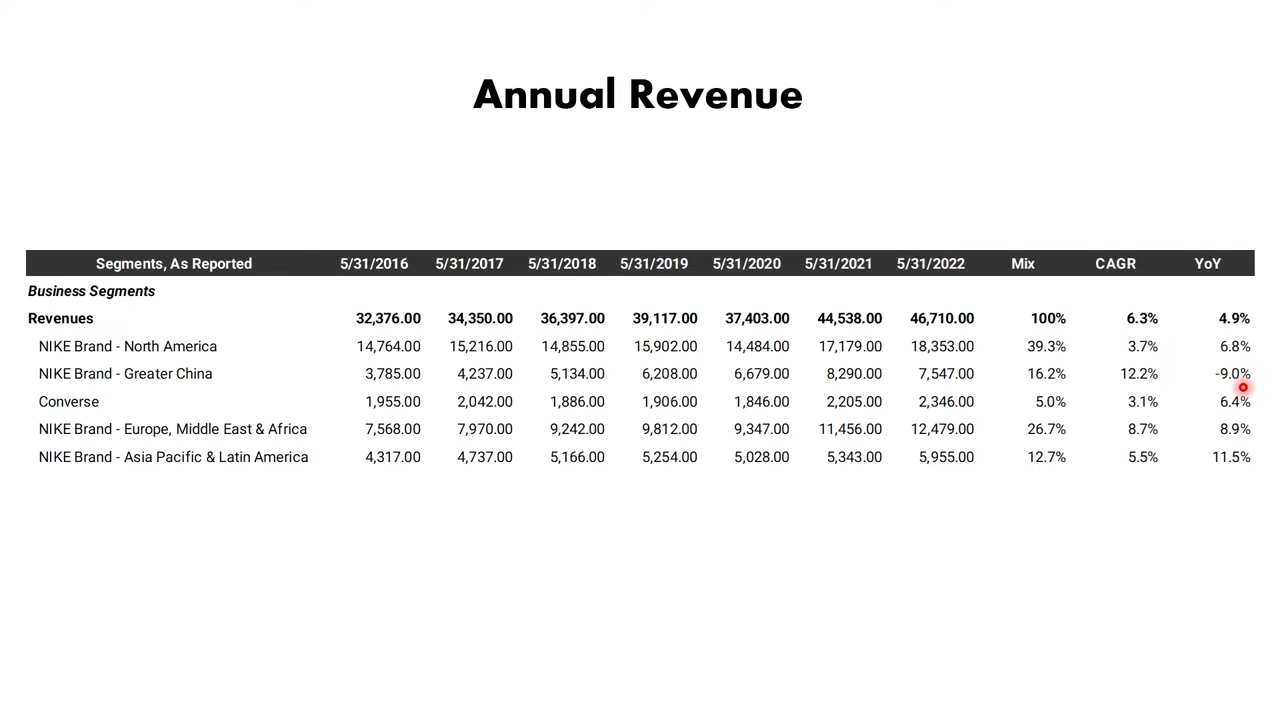 Annual Revenue
Segments, As Reported 5/31/2016 5/31/2017 5/31/2018 5/31/2019 5/31/2020 5/31/2021 5/31/2022 Mix CAGR YoY
Business Segments
Revenues 32,376.00 34,350.00 36,397.00 39,117.00 37,403.00 44,538.00 46,710.00 100% 6.3% 4.9%
NIKE Brand - North America 14,764.00 15,216.00 14,855.00 15,902.00 14,484.00 17,179.00 18,353.00 39.3% 3.7% 6.8%
NIKE Brand - Greater China 3,785.00 4,237.00 5,134.00 6,208.00 6,679.00 8,290.00 7,547.00 16.2% 12.2% -9.0%
Converse 1,955.00 2,042.00 1,886.00 1,906.00 1,846.00 2,205.00 2,346.00 5.0% 3.1% 6.4%
NIKE Brand - Europe, Middle East & Africa 7,568.00 7,970.00 9,242.00 9,812.00 9,347.00 11,456.00 12,479.00 26.7% 8.7% 8.9%
NIKE Brand - Asia Pacific & Latin America 4,317.00 4,737.00 5,166.00 5,254.00 5,028.00 5,343.00 5,955.00 12.7% 5.5% 11.5%